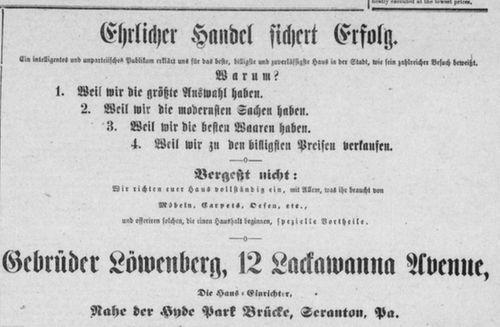 neatly executed at the lowest prices.
Ehrlicher Handel sichert Erfolg.
Ein intelligentes und unparteiisches Publikum erklärt uns für das beste, billigste und zuverlässigste Haus in der Stadt, wie sein zahlreicher Besuch beweißt.
Warum?
1. Weil wir die größte Auswahl haben.
2. Weil wir die modernsten Sachen haben.
3. Weil wir die besten Waaren haben.
4. Weil wir zu den billigsten Preisen verkaufen.
Vergeßt nicht:
Wir richten euer Haus vollständig ein, mit Allem, was ihr braucht von
Möbeln, Carpets, Oefen, etc.,
und offeriren solchen, die einen Haushalt beginnen, spezielle Vortheile.
Gebrüder Löwenberg, 12 Lackawanna Avenue,
Die Haus-Einrichter,
Nahe der Hyde Park Brücke, Scranton, Pa.